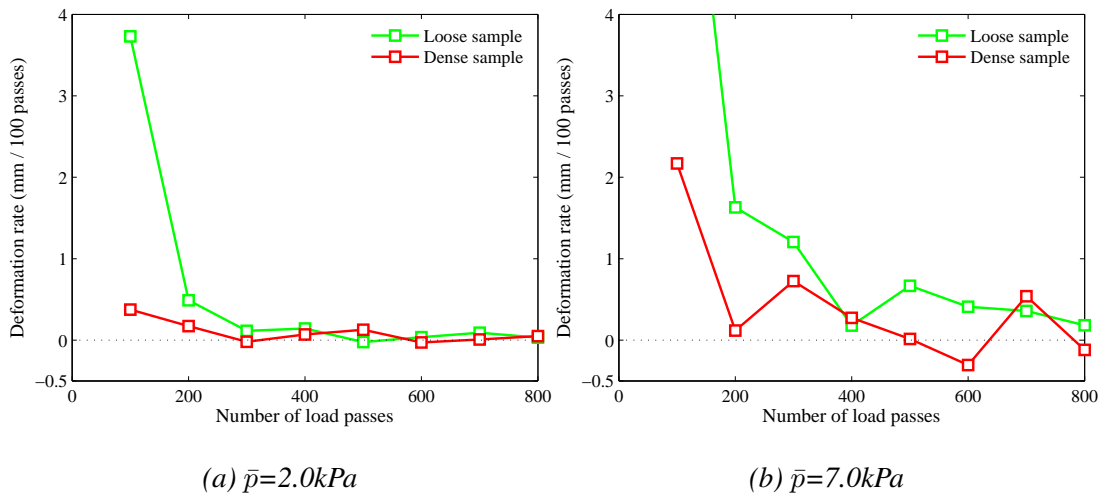 Deformation rate (mm / 100 passes)
4
3
2
1
0
−0.5
0
200
400
600
800
Number of load passes
Loose sample
Dense sample
(a) p̄=2.0kPa
Deformation rate (mm / 100 passes)
4
3
2
1
0
−0.5
0
200
400
600
800
Number of load passes
Loose sample
Dense sample
(b) p̄=7.0kPa